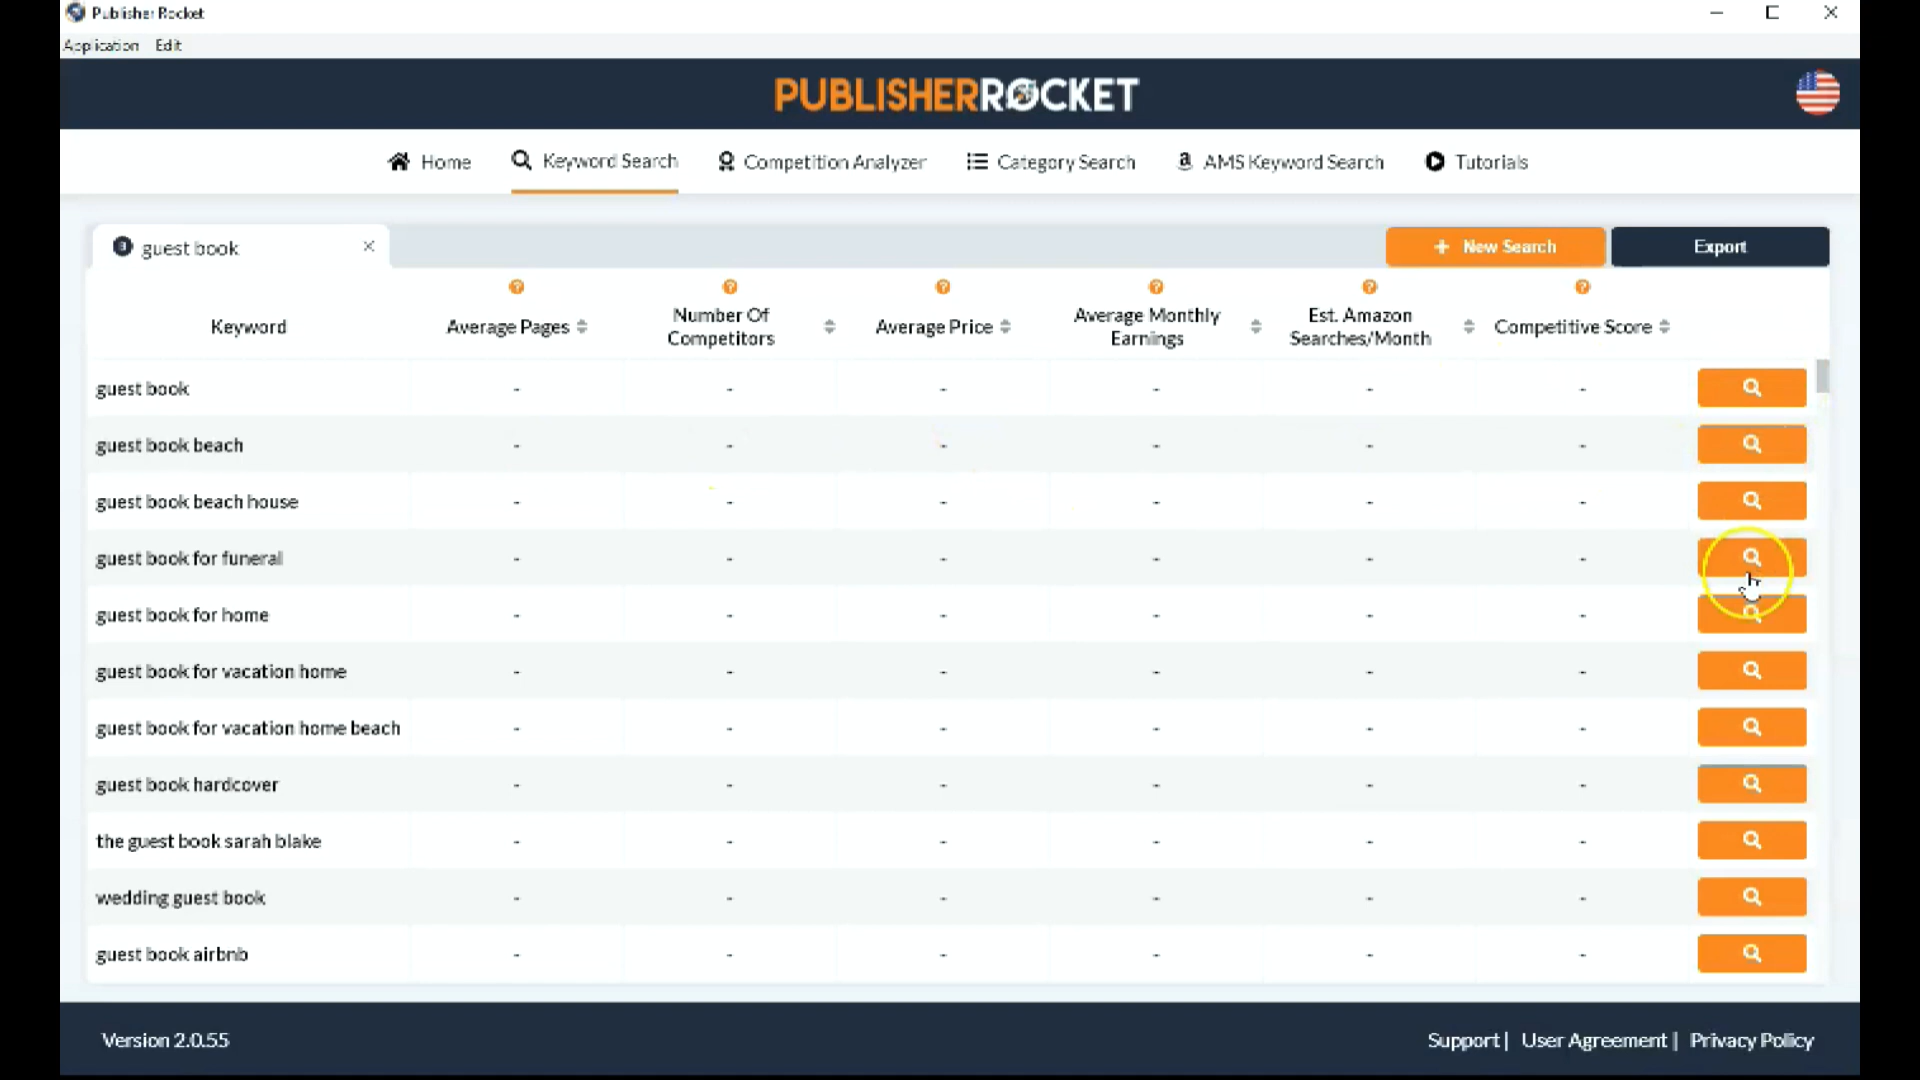 Publisher Rocket
Application Edit
PUBLISHERROCKET
Home Keyword Search Competition Analyzer Category Search AMS Keyword Search Tutorials
3 guest book × + New Search Export
? ? ? ? ? ?
Keyword Average Pages Number Of Competitors Average Price Average Monthly Earnings Est. Amazon Searches/Month Competitive Score
guest book - - - - - -
guest book beach - - - - - -
guest book beach house - - - - - -
guest book for funeral - - - - - -
guest book for home - - - - - -
guest book for vacation home - - - - - -
guest book for vacation home beach - - - - - -
guest book hardcover - - - - - -
the guest book sarah blake - - - - - -
wedding guest book - - - - - -
guest book airbnb - - - - - -
Version 2.0.55 Support | User Agreement | Privacy Policy